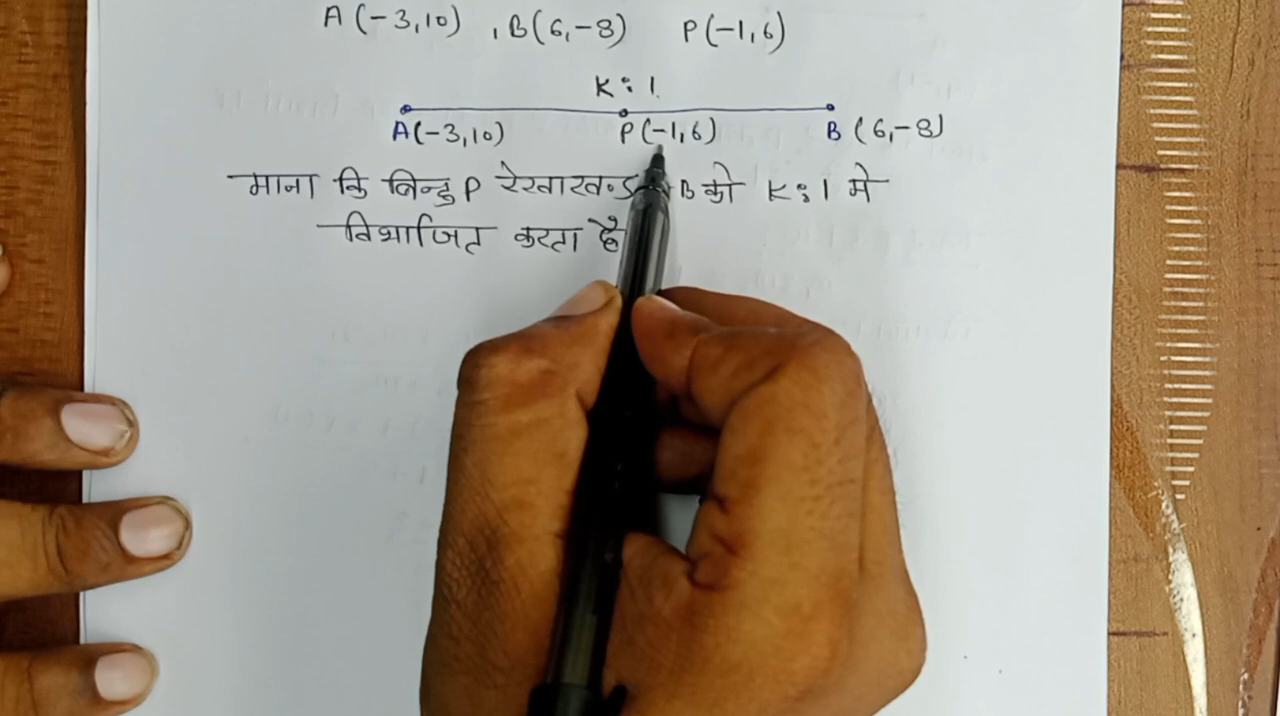 A(-3,10) , B(6,-8) P(-1,6)
K : 1
A(-3,10) P(-1,6) B (6,-8)
माना कि बिन्दु P रेखाखण्ड B को K : 1 मे
विभाजित करता है